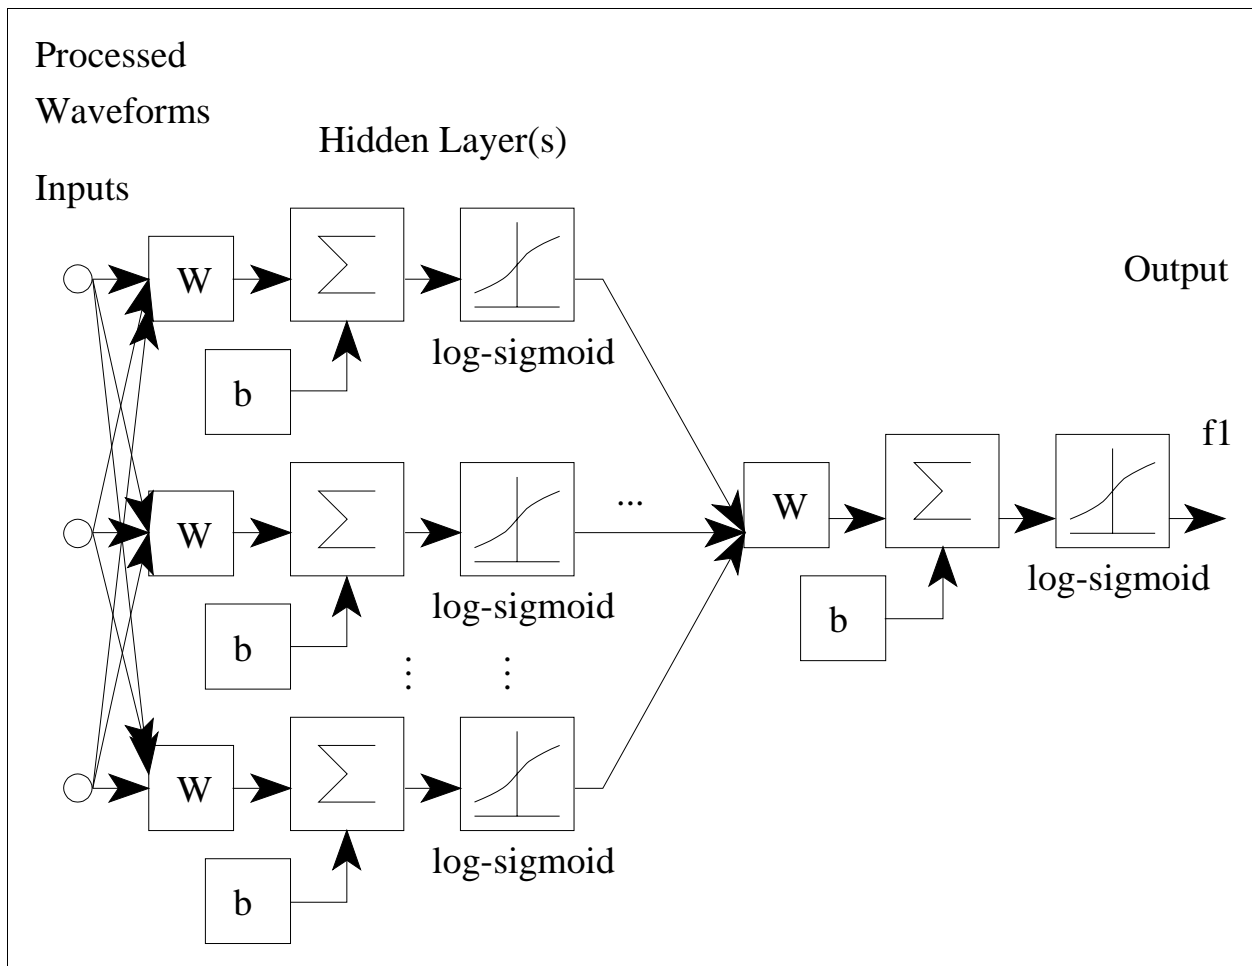 Processed
Waveforms
Hidden Layer(s)
Inputs
Output
W
Σ
log-sigmoid
b
f1
W
Σ
...
W
Σ
log-sigmoid
log-sigmoid
b
b
⋮ ⋮
W
Σ
log-sigmoid
b